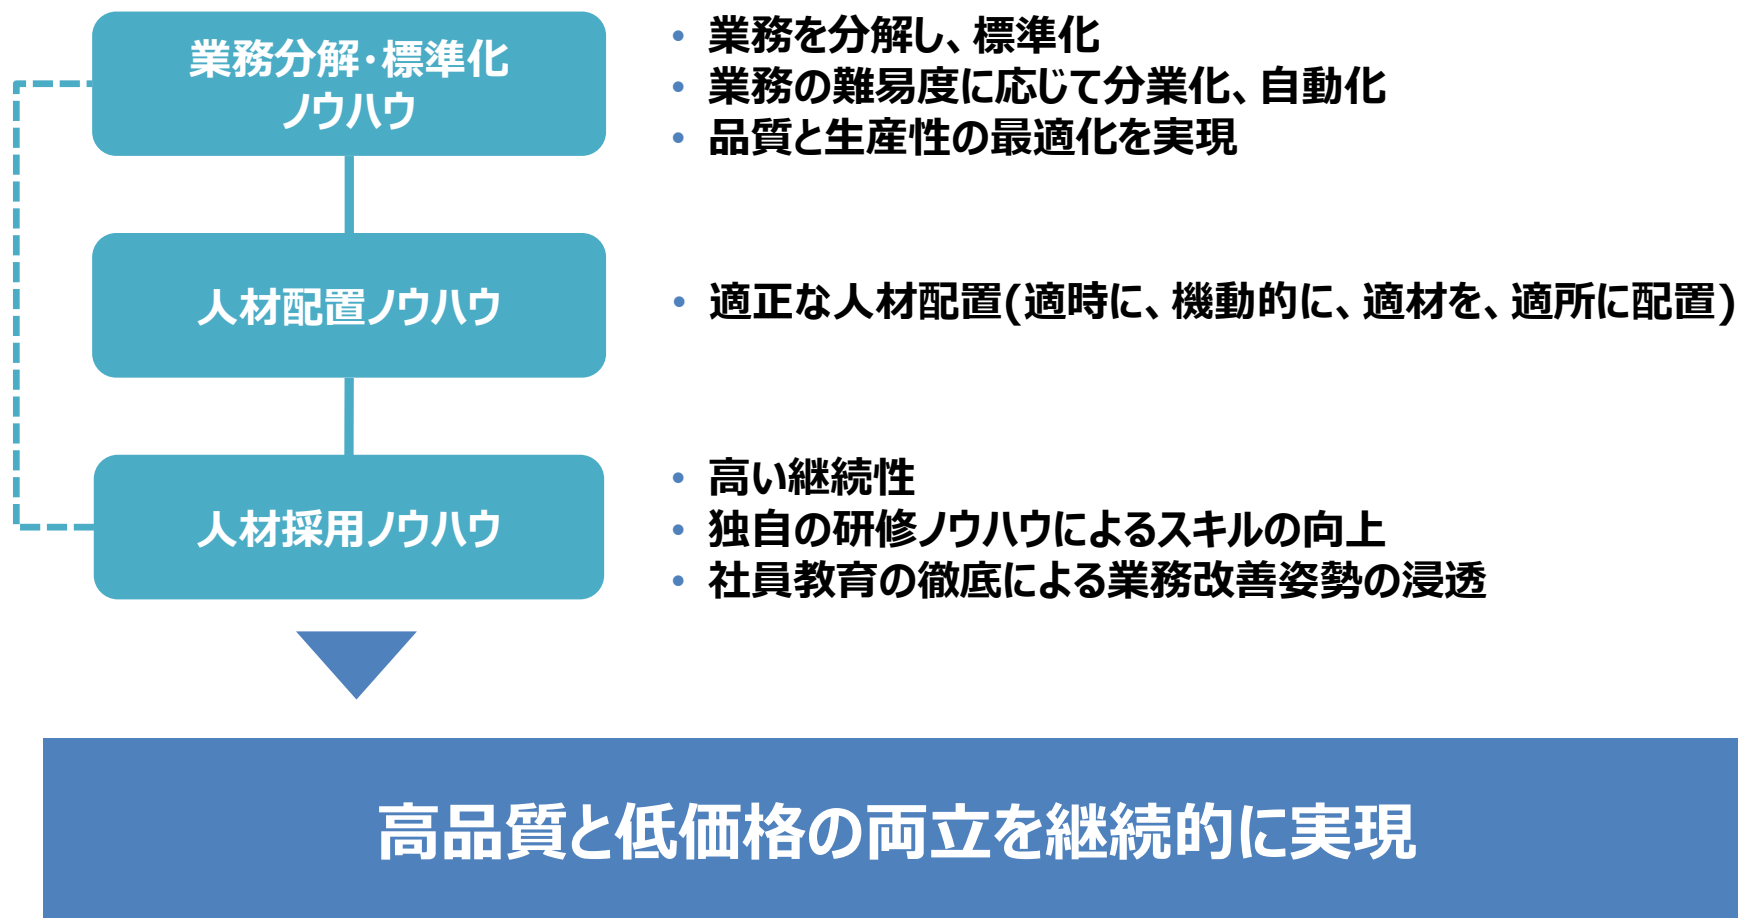 業務分解・標準化
ノウハウ
• 業務を分解し、標準化
• 業務の難易度に応じて分業化、自動化
• 品質と生産性の最適化を実現
人材配置ノウハウ
• 適正な人材配置(適時に、機動的に、適材を、適所に配置)
人材採用ノウハウ
• 高い継続性
• 独自の研修ノウハウによるスキルの向上
• 社員教育の徹底による業務改善姿勢の浸透
高品質と低価格の両立を継続的に実現